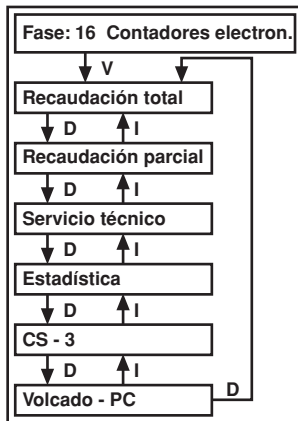 Fase: 16 Contadores electron.
V
Recaudación total
D I
Recaudación parcial
D I
Servicio técnico
D I
Estadística
D I
CS - 3
D I
Volcado - PC D